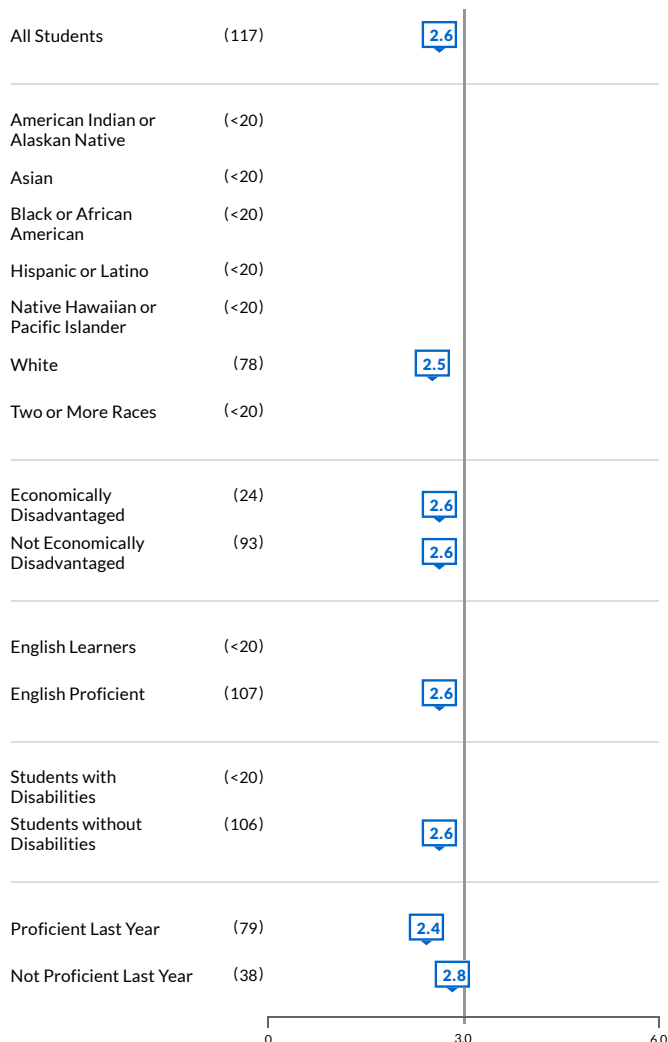 All Students (117) 2.6
American Indian or (<20)
Alaskan Native
Asian (<20)
Black or African (<20)
American
Hispanic or Latino (<20)
Native Hawaiian or (<20)
Pacific Islander
White (78) 2.5
Two or More Races (<20)
Economically (24) 2.6
Disadvantaged
Not Economically (93) 2.6
Disadvantaged
English Learners (<20)
English Proficient (107) 2.6
Students with (<20)
Disabilities
Students without (106) 2.6
Disabilities
Proficient Last Year (79) 2.4
Not Proficient Last Year (38) 2.8
0 3.0 6.0